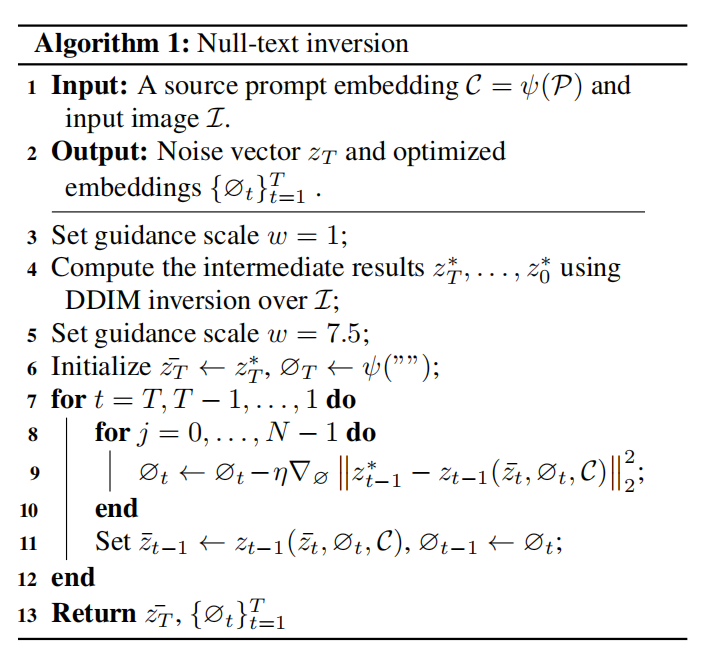 Algorithm 1: Null-text inversion
1 Input: A source prompt embedding $\mathcal{C} = \psi(\mathcal{P})$ and
input image $\mathcal{I}$.
2 Output: Noise vector $z_T$ and optimized
embeddings $\{\varnothing_t\}_{t=1}^T$ .
3 Set guidance scale $w = 1$;
4 Compute the intermediate results $z_T^*, \ldots, z_0^*$ using
DDIM inversion over $\mathcal{I}$;
5 Set guidance scale $w = 7.5$;
6 Initialize $\bar{z_T} \leftarrow z_T^*$, $\varnothing_T \leftarrow \psi(”")$;
7 for $t = T, T-1, \ldots, 1$ do
8 for $j = 0, \ldots, N-1$ do
9 $\varnothing_t \leftarrow \varnothing_t - \eta \nabla_{\varnothing} \left\| z_{t-1}^* - z_{t-1}(\bar{z}_t, \varnothing_t, \mathcal{C}) \right\|_2^2$;
10 end
11 Set $\bar{z}_{t-1} \leftarrow z_{t-1}(\bar{z}_t, \varnothing_t, \mathcal{C})$, $\varnothing_{t-1} \leftarrow \varnothing_t$;
12 end
13 Return $\bar{z_T}$, $\{\varnothing_t\}_{t=1}^T$